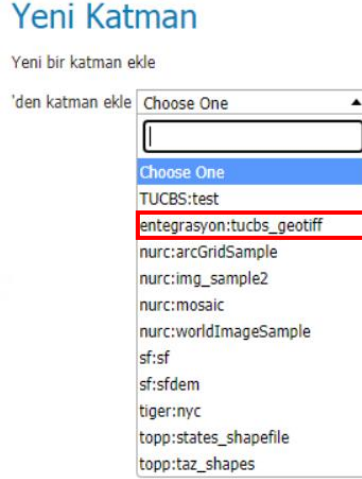 Yeni Katman
Yeni bir katman ekle
'den katman ekle Choose One
Choose One
TUCBS:test
entegrasyon:tucbs_geotiff
nurc:arcGridSample
nurc:img_sample2
nurc:mosaic
nurc:worldImageSample
sf:sf
sf:sfdem
tiger:nyc
topp:states_shapefile
topp:taz_shapes